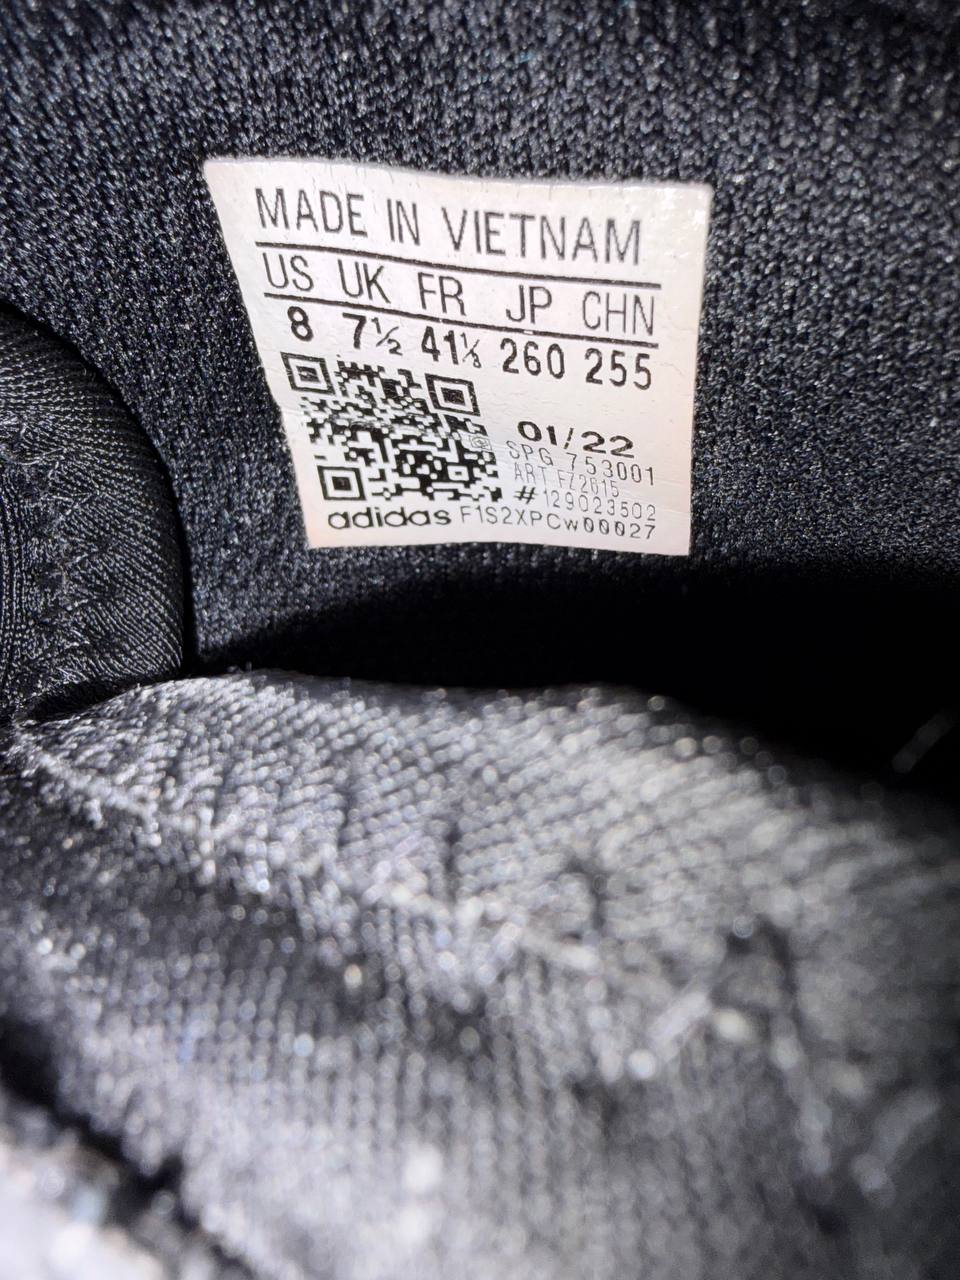 MADE IN VIETNAM
US UK FR JP CHN
8 7½ 41⅓ 260 255
01/22
SPG 753001
ART FZ2615
#129023502
adidas F1S2XPCw00027